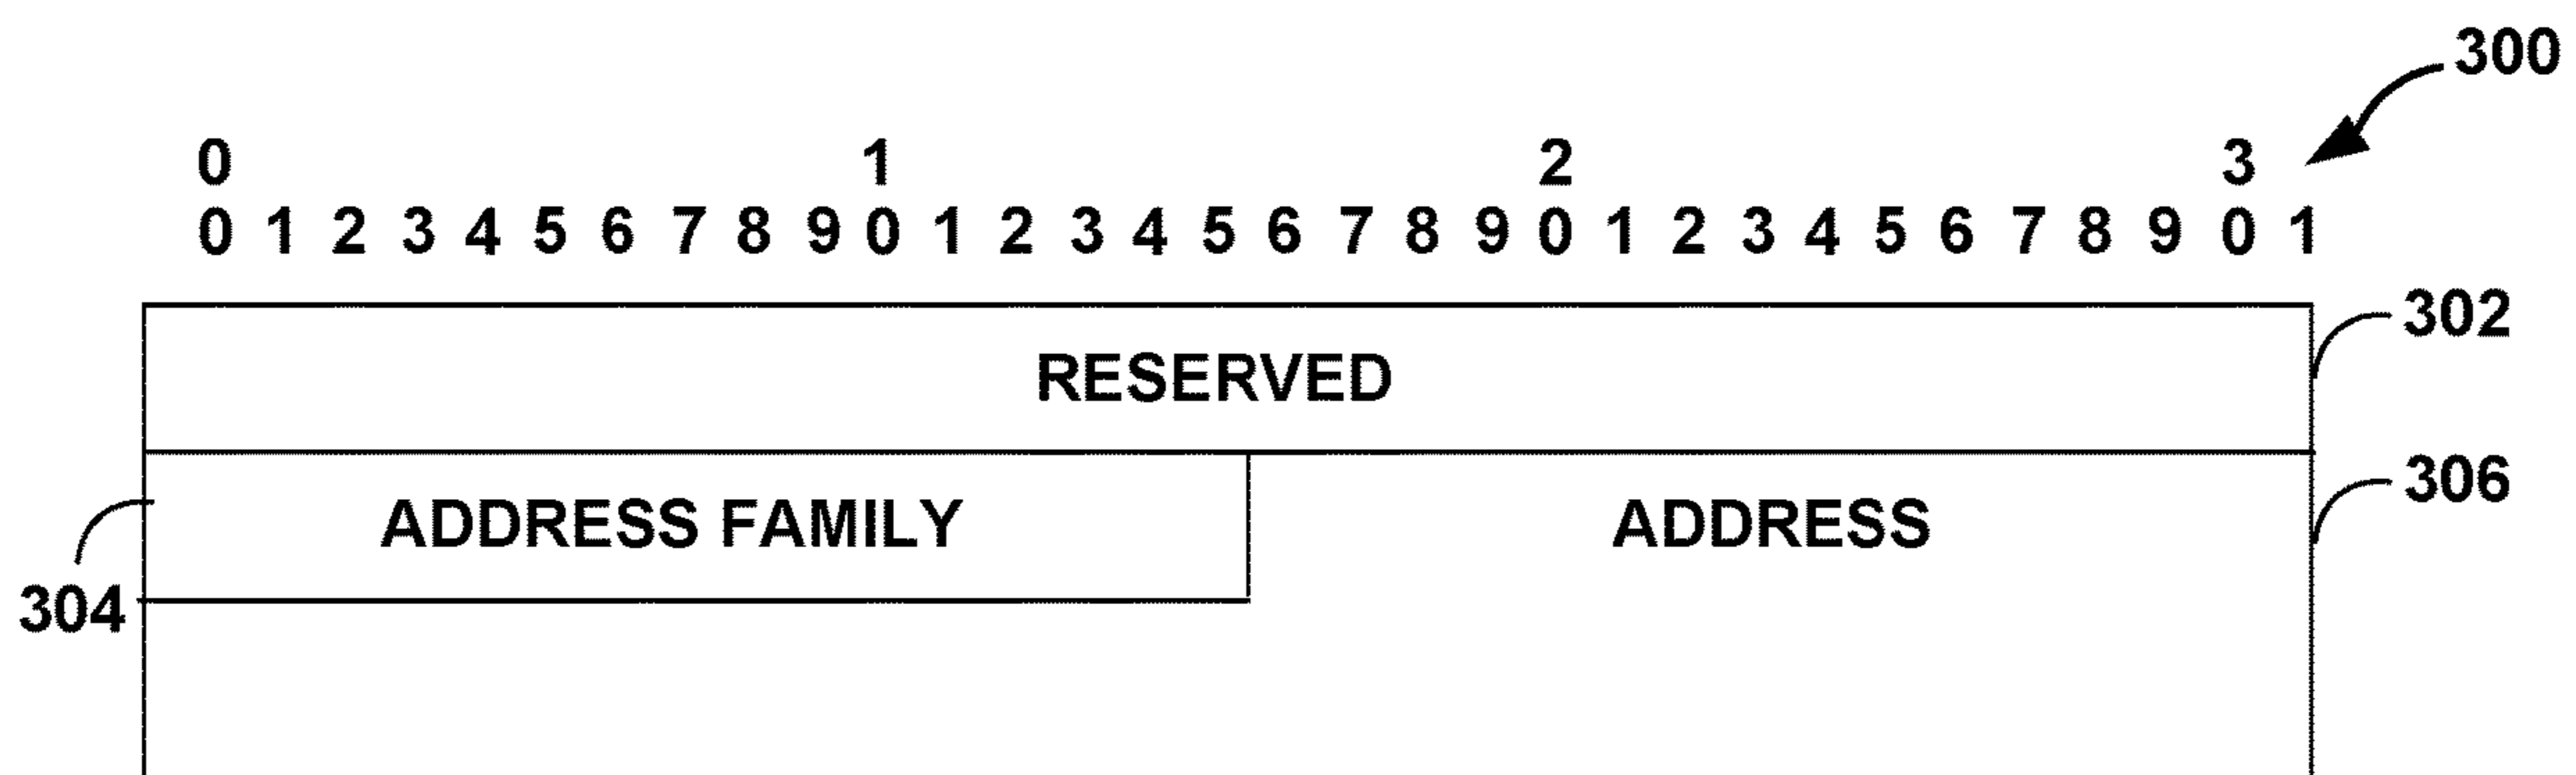 300
0 1 2 3
0 1 2 3 4 5 6 7 8 9 0 1 2 3 4 5 6 7 8 9 0 1 2 3 4 5 6 7 8 9 0 1
302
RESERVED
306
ADDRESS FAMILY ADDRESS
304